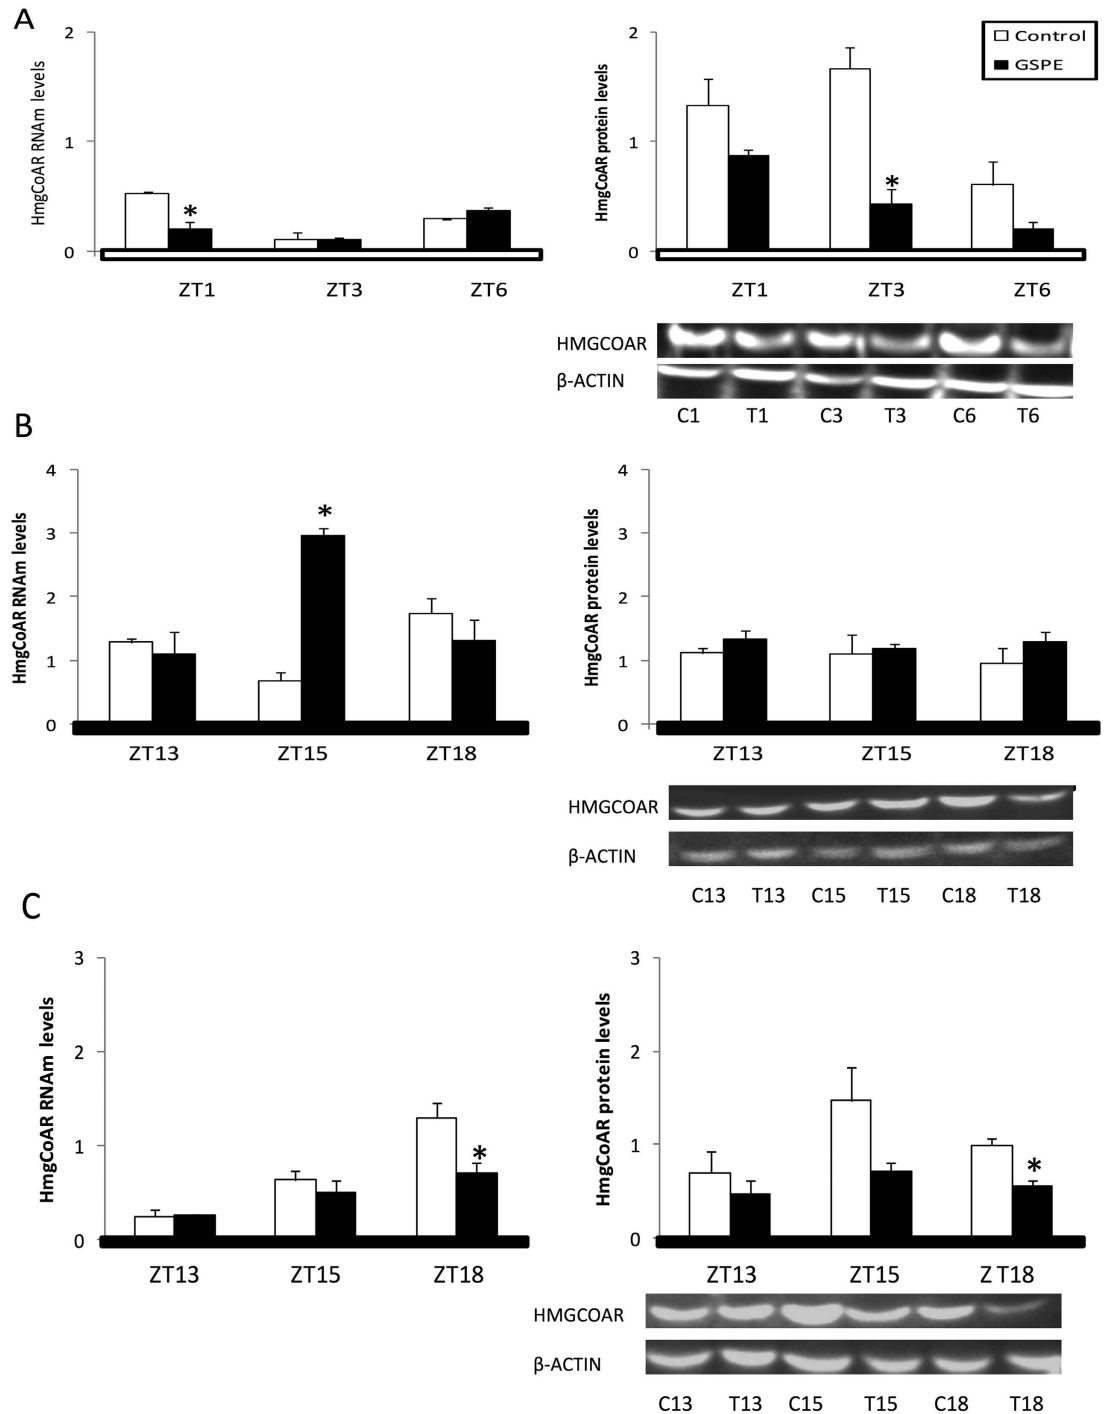 A
HmgCoAR RNAm levels
2
1
0
ZT1 ZT3 ZT6
HmgCoAR protein levels
2
1
0
*
*
Control
GSPE
ZT1 ZT3 ZT6
HMGCOAR
β-ACTIN
C1 T1 C3 T3 C6 T6
B
HmgCoAR RNAm levels
4
3
2
1
0
*
ZT13 ZT15 ZT18
HmgCoAR protein levels
4
3
2
1
0
ZT13 ZT15 ZT18
HMGCOAR
β-ACTIN
C13 T13 C15 T15 C18 T18
C
HmgCoAR RNAm levels
3
2
1
0
*
ZT13 ZT15 ZT18
HmgCoAR protein levels
3
2
1
0
*
ZT13 ZT15 Z T18
HMGCOAR
β-ACTIN
C13 T13 C15 T15 C18 T18